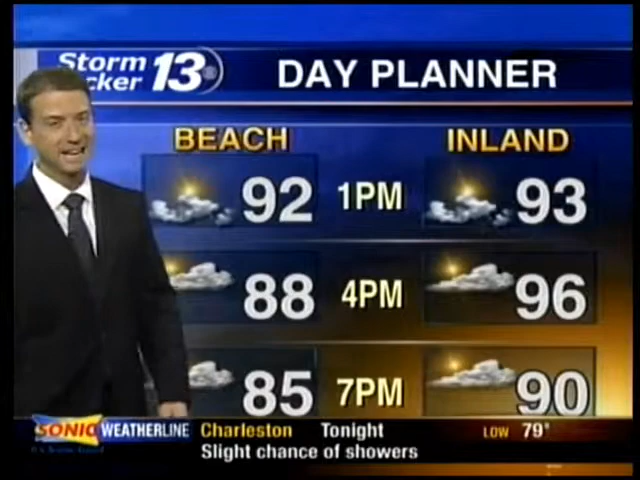 Storm
cker 13
DAY PLANNER
BEACH INLAND
92 1PM 93
88 4PM 96
85 7PM 90
SONIC WEATHERLINE Charleston Tonight LOW 79°
Slight chance of showers